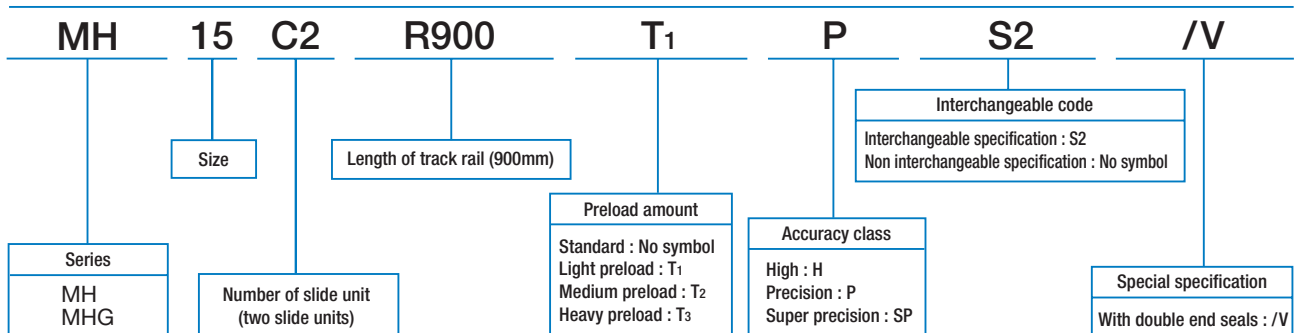 MH 15 C2 R900 T1 P S2 /V
Interchangeable code
Interchangeable specification : S2
Non interchangeable specification : No symbol
Size
Length of track rail (900mm)
Preload amount
Standard : No symbol
Light preload : T1
Medium preload : T2
Heavy preload : T3
Accuracy class
High : H
Precision : P
Super precision : SP
Series
MH
MHG
Number of slide unit
(two slide units)
Special specification
With double end seals : /V